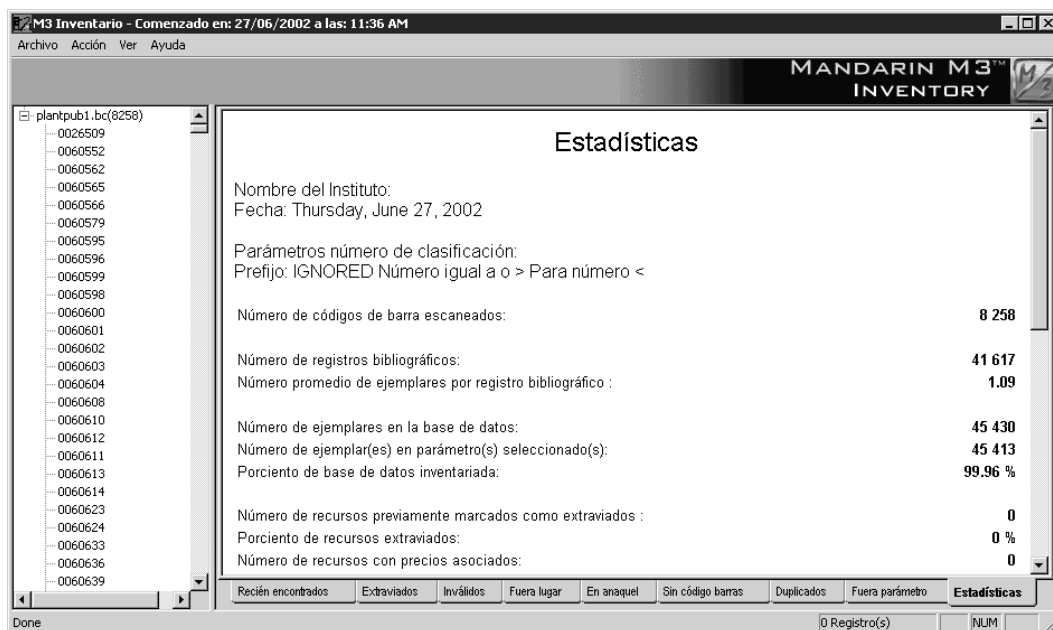 M3 Inventario - Comenzado en: 27/06/2002 a las: 11:36 AM
Archivo Acción Ver Ayuda
MANDARIN M3™
INVENTORY
M3
plantpub1.bc(8258)
0026509
0060552
0060562
0060565
0060566
0060579
0060595
0060596
0060599
0060598
0060600
0060601
0060602
0060603
0060604
0060608
0060610
0060612
0060611
0060613
0060614
0060623
0060624
0060633
0060636
0060639
Estadísticas
Nombre del Instituto:
Fecha: Thursday, June 27, 2002
Parámetros número de clasificación:
Prefijo: IGNORED Número igual a o > Para número <
Número de códigos de barra escaneados: 8 258
Número de registros bibliográficos: 41 617
Número promedio de ejemplares por registro bibliográfico : 1.09
Número de ejemplares en la base de datos: 45 430
Número de ejemplar(es) en parámetro(s) seleccionado(s): 45 413
Porciento de base de datos inventariada: 99.96 %
Número de recursos previamente marcados como extraviados : 0
Porciento de recursos extraviados: 0 %
Número de recursos con precios asociados: 0
Recién encontrados Extraviados Inválidos Fuera lugar En anaquel Sin código barras Duplicados Fuera parámetro Estadísticas
Done 0 Registro(s) NUM